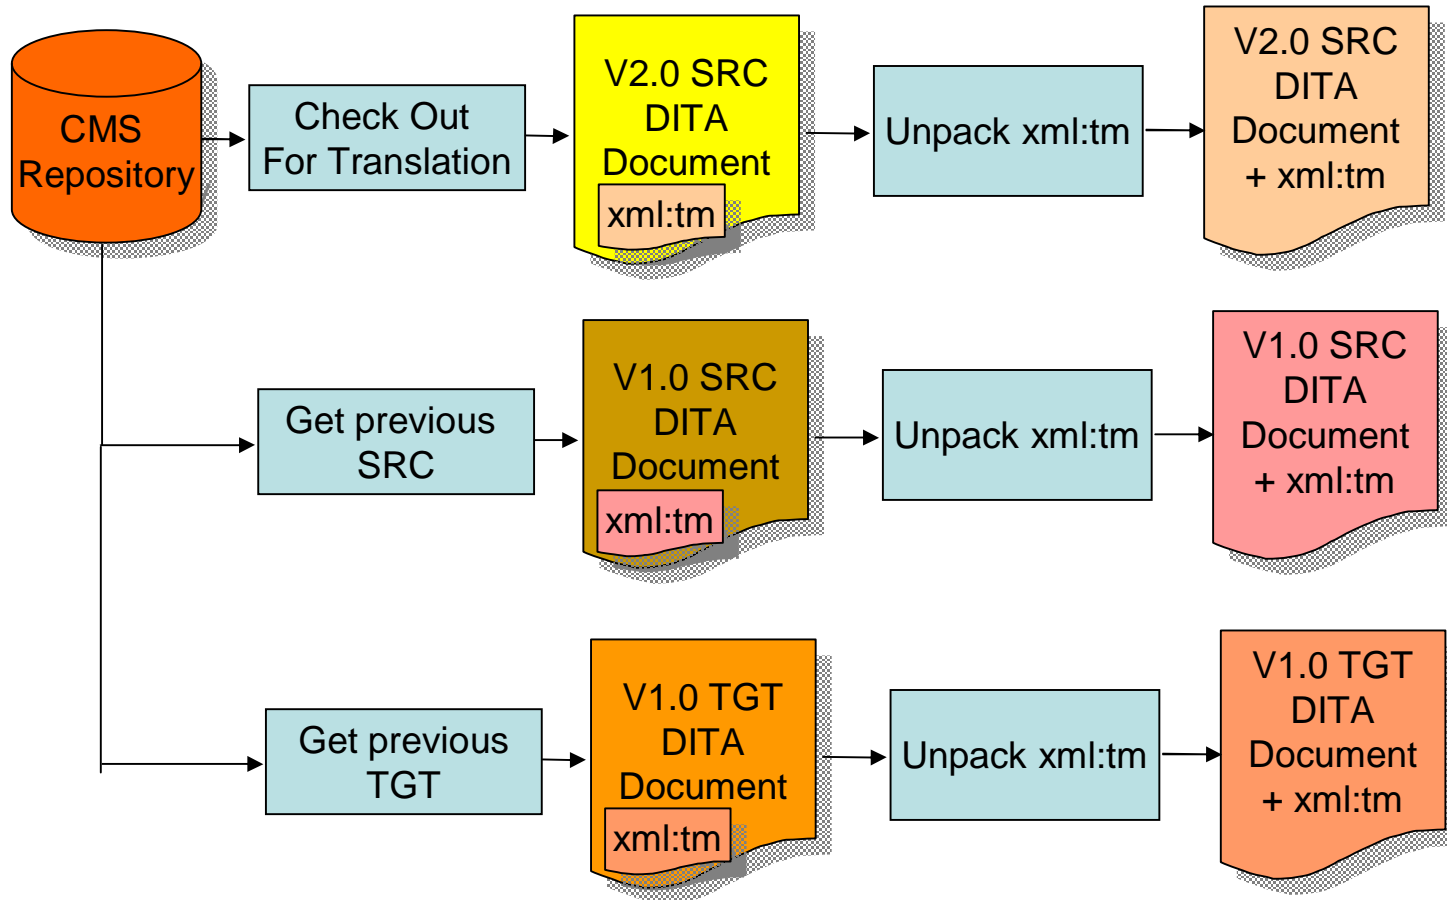 CMS
Repository
Check Out
For Translation
V2.0 SRC
DITA
Document
xml:tm
Unpack xml:tm
V2.0 SRC
DITA
Document
+ xml:tm
Get previous
SRC
V1.0 SRC
DITA
Document
xml:tm
Unpack xml:tm
V1.0 SRC
DITA
Document
+ xml:tm
Get previous
TGT
V1.0 TGT
DITA
Document
xml:tm
Unpack xml:tm
V1.0 TGT
DITA
Document
+ xml:tm